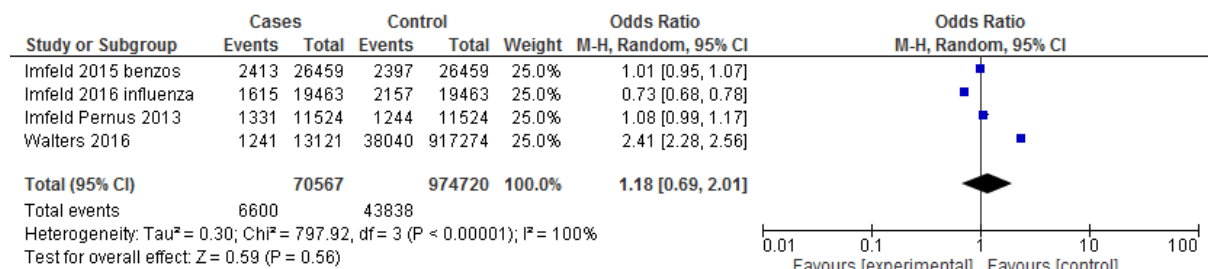 Cases Control Odds Ratio Odds Ratio
Study or Subgroup Events Total Events Total Weight M-H, Random, 95% CI M-H, Random, 95% CI
Imfeld 2015 benzos 2413 26459 2397 26459 25.0% 1.01 [0.95, 1.07]
Imfeld 2016 influenza 1615 19463 2157 19463 25.0% 0.73 [0.68, 0.78]
Imfeld Pernus 2013 1331 11524 1244 11524 25.0% 1.08 [0.99, 1.17]
Walters 2016 1241 13121 38040 917274 25.0% 2.41 [2.28, 2.56]
Total (95% CI) 70567 974720 100.0% 1.18 [0.69, 2.01]
Total events 6600 43838
Heterogeneity: Tau² = 0.30; Chi² = 797.92, df = 3 (P < 0.00001); I² = 100%
Test for overall effect: Z = 0.59 (P = 0.56)
0.01 0.1 1 10 100
Favours [experimental] Favours [control]